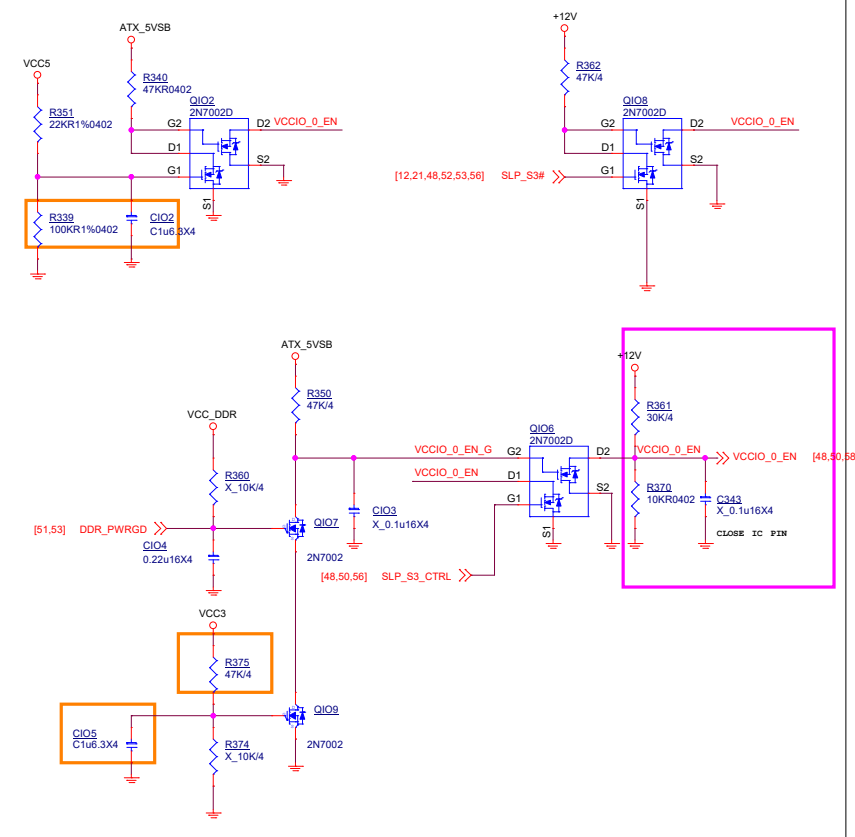 ATX_5VSB
+12V
VCC5
R340
47KR0402
R362
47K/4
QIO2
2N7002D
QIO8
2N7002D
R351
22KR1%0402
G2
D2 VCCIO_0_EN
D1
S2
G1
S1
G2
D2
VCCIO_0_EN
D1
S2
[12,21,48,52,53,56] SLP_S3#
G1
S1
R339
100KR1%0402
CIO2
C1u6.3X4
ATX_5VSB
+12V
R350
47K/4
R361
30K/4
VCC_DDR
QIO6
2N7002D
VCCIO_0_EN_G
G2
D2
VCCIO_0_EN
VCCIO_0_EN
[48,50,58
VCCIO_0_EN
D1
S2
G1
S1
R360
X_10K/4
R370
10KR0402
C343
X_0.1u16X4
CLOSE IC PIN
CIO3
X_0.1u16X4
[51,53] DDR_PWRGD
QIO7
2N7002
CIO4
0.22u16X4
[48,50,56] SLP_S3_CTRL
VCC3
R375
47K/4
QIO9
2N7002
CIO5
C1u6.3X4
R374
X_10K/4